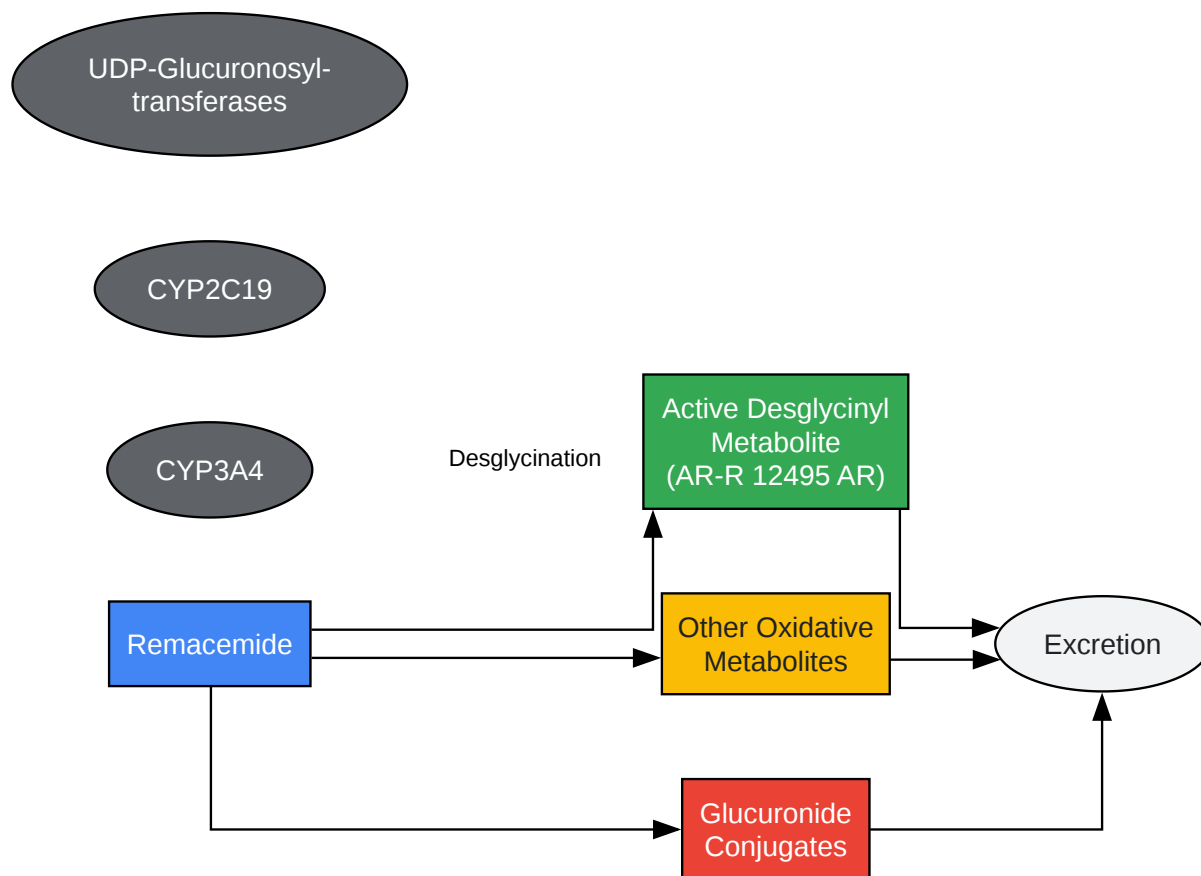 UDP-Glucuronosyl-
transferases
CYP2C19
CYP3A4
Desglycination
Active Desglycinyl
Metabolite
(AR-R 12495 AR)
Remacemide
Other Oxidative
Metabolites
Excretion
Glucuronide
Conjugates